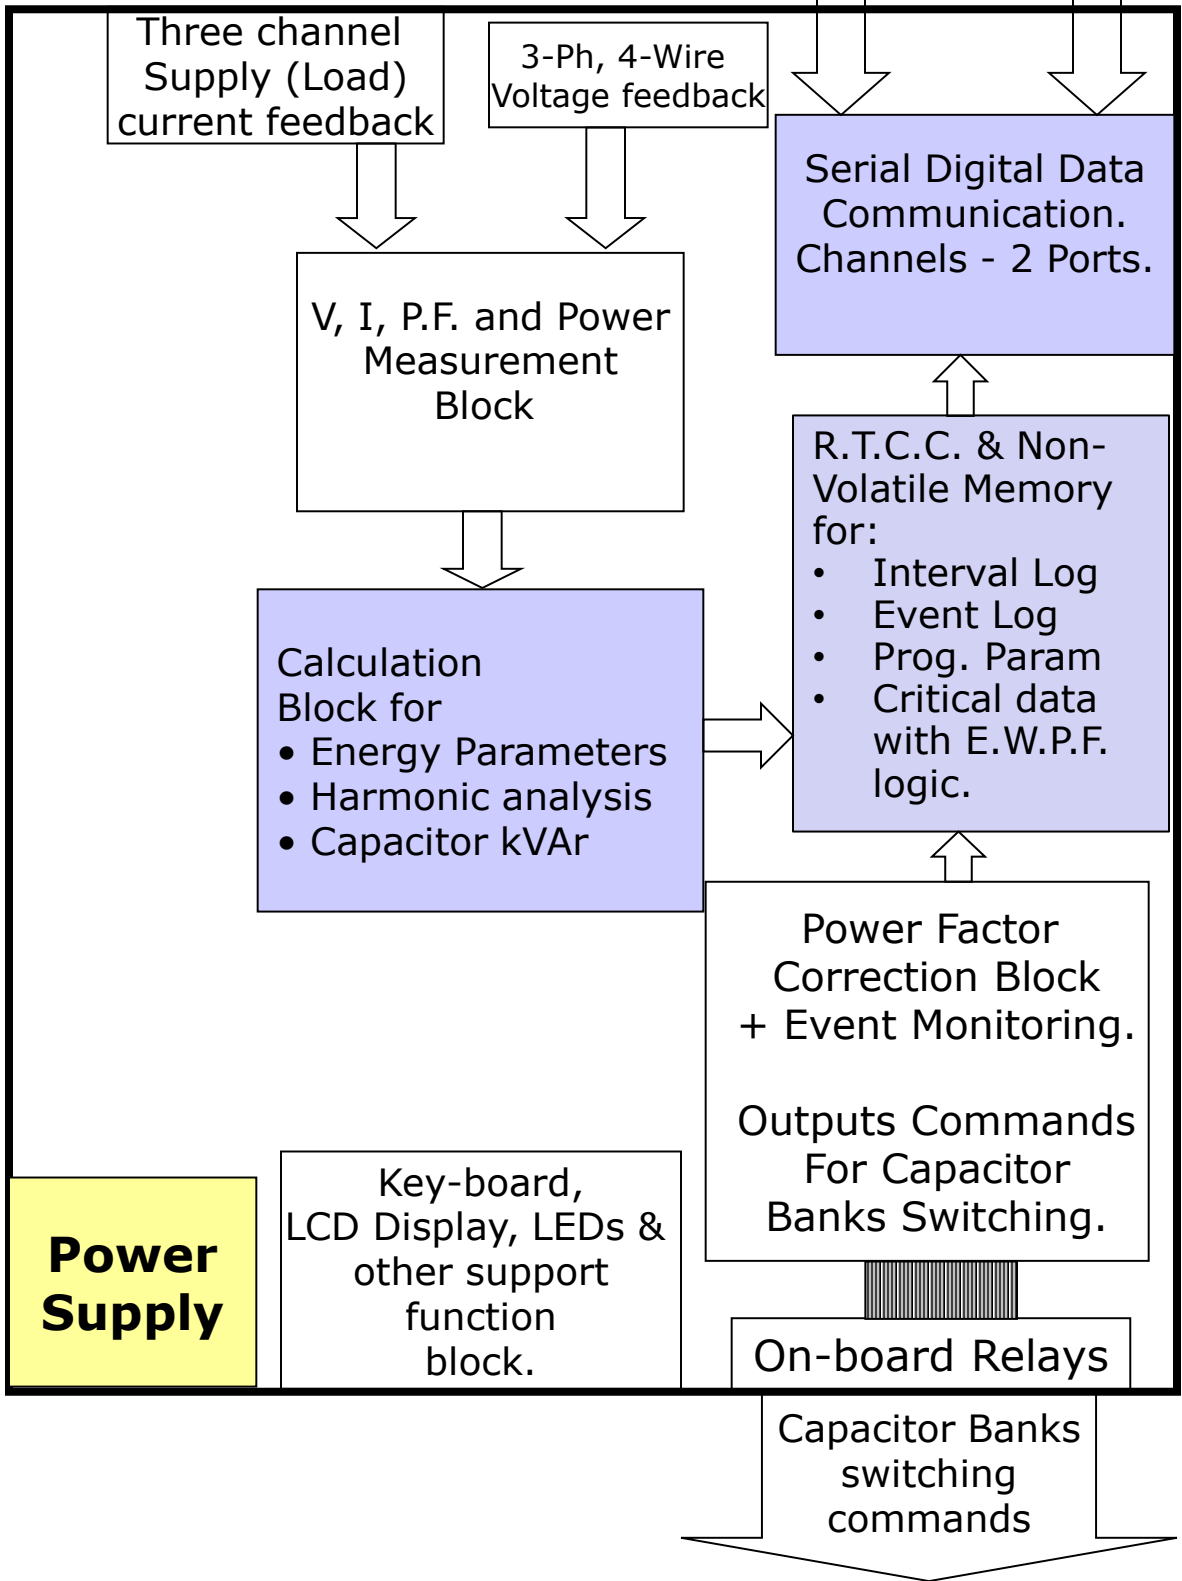 Three channel
Supply (Load)
current feedback
3-Ph, 4-Wire
Voltage feedback
Serial Digital Data
Communication.
Channels - 2 Ports.
V, I, P.F. and Power
Measurement
Block
R.T.C.C. & Non-
Volatile Memory
for:
• Interval Log
• Event Log
• Prog. Param
• Critical data
with E.W.P.F.
logic.
Calculation
Block for
• Energy Parameters
• Harmonic analysis
• Capacitor kVAr
Power Factor
Correction Block
+ Event Monitoring.
Outputs Commands
For Capacitor
Banks Switching.
Key-board,
LCD Display, LEDs &
other support
function
block.
Power
Supply
On-board Relays
Capacitor Banks
switching
commands